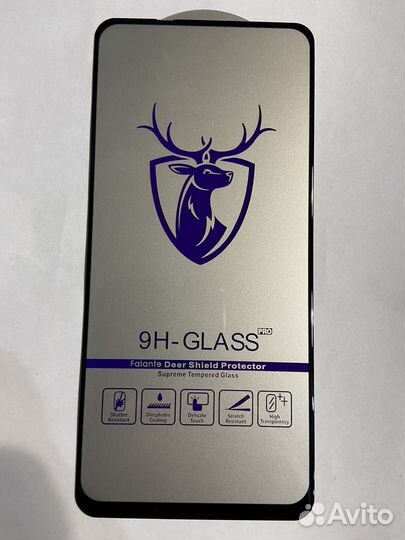 9H-GLASS PRO
Falante Deer Shield Protector
Supreme Tempered Glass
Shatter Resistant
Oleophobic Coating
Delicate Touch
Scratch Resistant
High Transparency
Avito